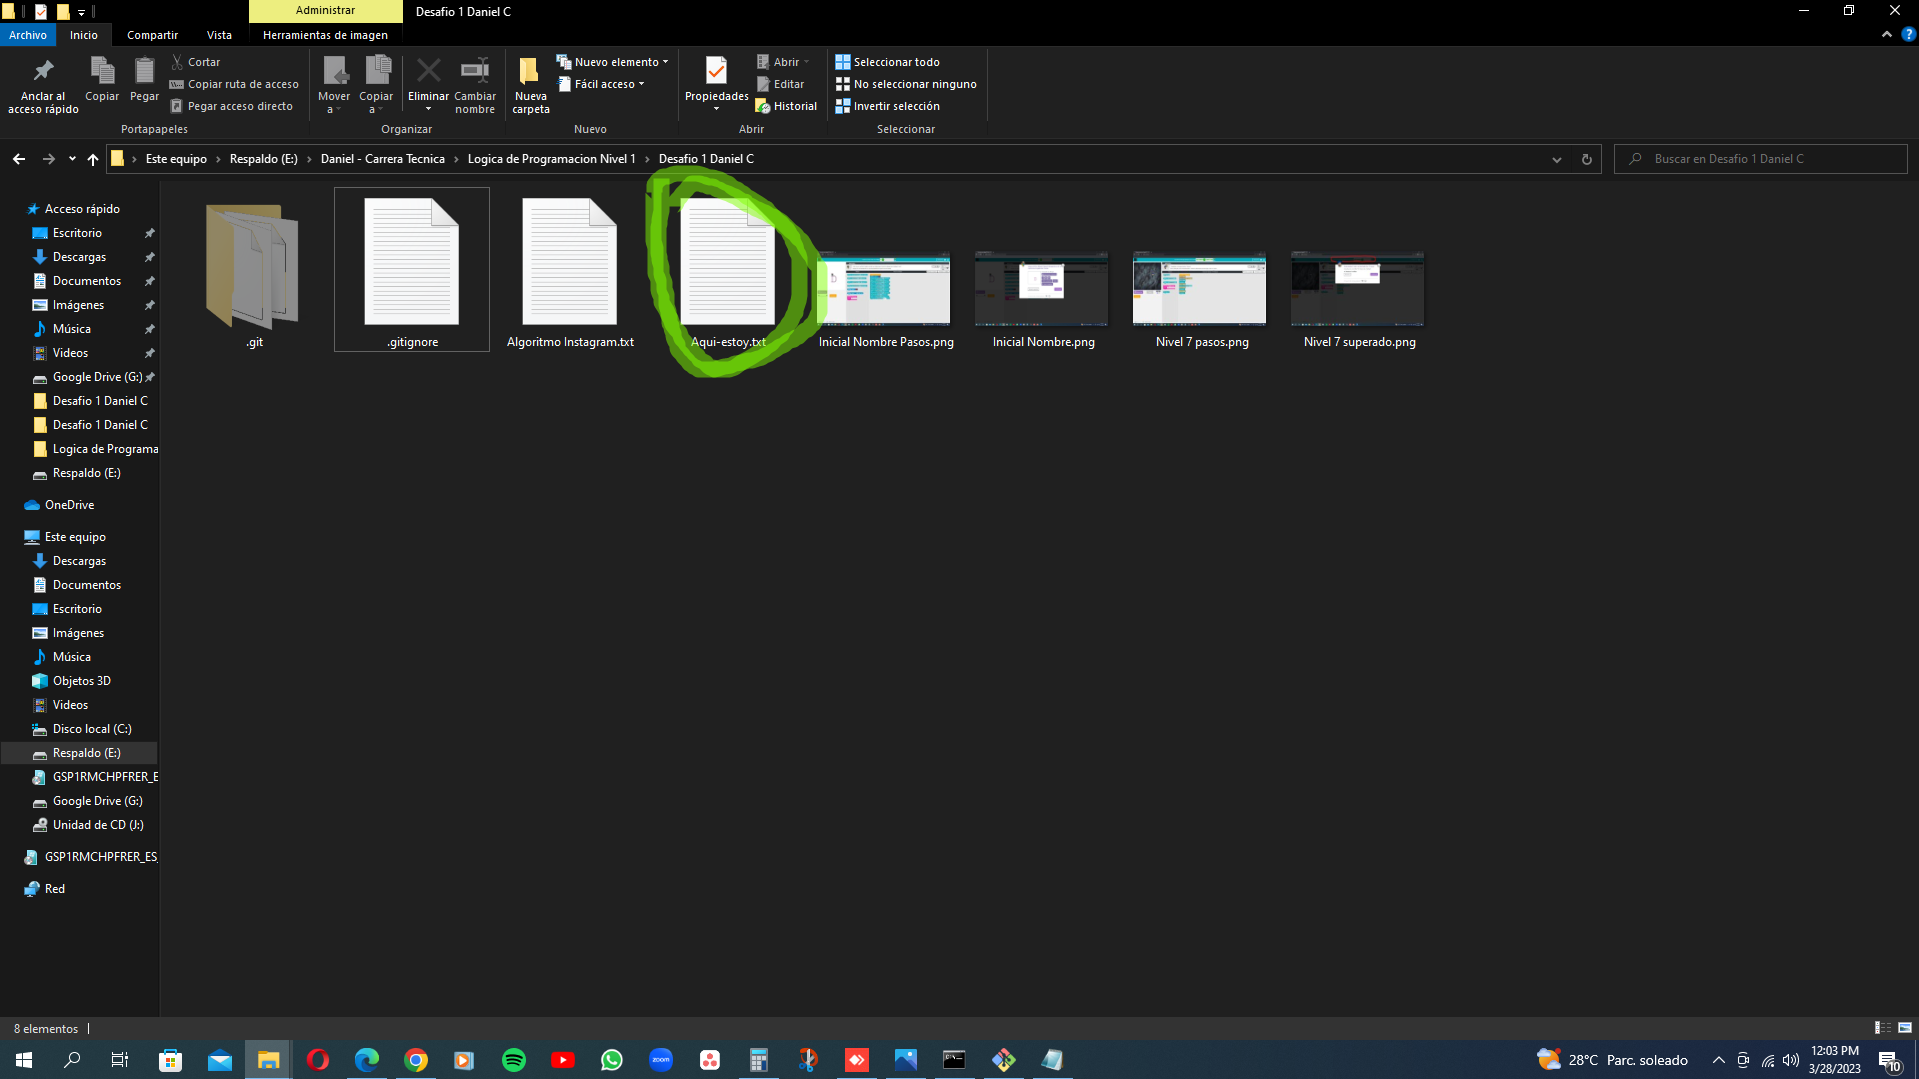 Administrar
Desafio 1 Daniel C
Archivo
Inicio
Compartir
Vista
Herramientas de imagen
Anclar al
acceso rápido
Copiar
Pegar
Cortar
Copiar ruta de acceso
Pegar acceso directo
Portapapeles
Mover
a
Copiar
a
Eliminar
Cambiar
nombre
Organizar
Nueva
carpeta
Nuevo elemento
Fácil acceso
Nuevo
Propiedades
Abrir
Editar
Historial
Abrir
Seleccionar todo
No seleccionar ninguno
Invertir selección
Seleccionar
Este equipo
Respaldo (E:)
Daniel - Carrera Tecnica
Logica de Programacion Nivel 1
Desafio 1 Daniel C
Buscar en Desafio 1 Daniel C
Acceso rápido
Escritorio
Descargas
Documentos
Imágenes
Música
Videos
Google Drive (G:)
Desafio 1 Daniel C
Desafio 1 Daniel C
Logica de Programa
Respaldo (E:)
OneDrive
Este equipo
Descargas
Documentos
Escritorio
Imágenes
Música
Objetos 3D
Videos
Disco local (C:)
Respaldo (E:)
GSP1RMCHPFRER_E
Google Drive (G:)
Unidad de CD (J:)
GSP1RMCHPFRER_ES_
Red
.git
.gitignore
Algoritmo Instagram.txt
Aqui-estoy.txt
Inicial Nombre Pasos.png
Inicial Nombre.png
Nivel 7 pasos.png
Nivel 7 superado.png
8 elementos
zoom
28°C Parc. soleado
12:03 PM
3/28/2023
10